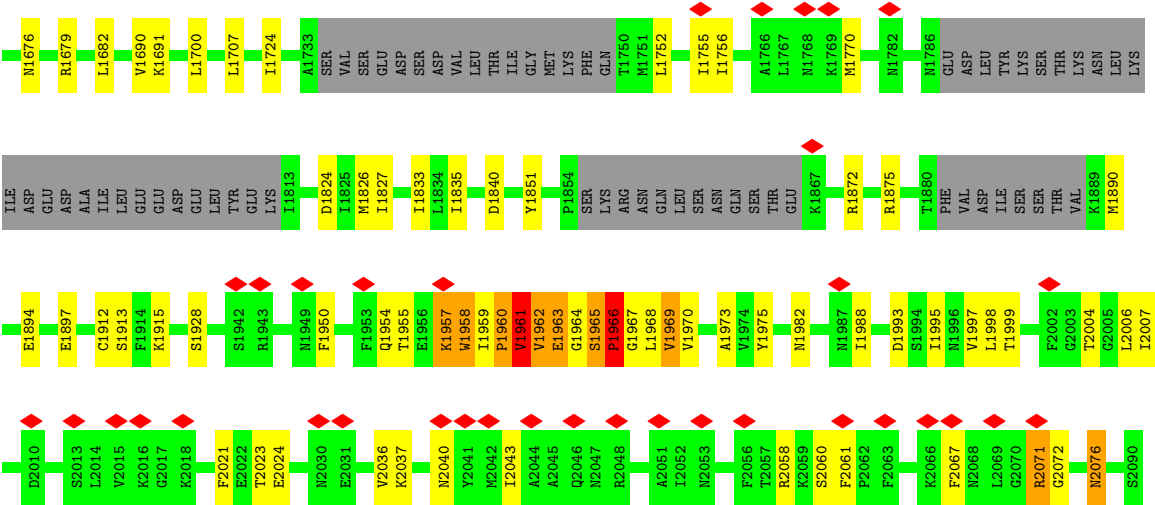 N1676 R1679 L1682 V1690 K1691 L1700 L1707 I1724 A1733 SER VAL SER GLU ASP SER ASP VAL LEU THR ILE GLY MET LYS PHE GLN T1750 M1751 L1752 I1755 I1756 A1766 L1767 N1768 K1769 M1770 N1782 N1786 GLU ASP LEU TYR LYS SER THR LYS ASN LEU LYS
ILE ASP GLU ASP ALA ILE LEU GLU GLU ASP GLU LEU TYR GLU LYS I1813 D1824 I1825 M1826 I1827 I1833 L1834 I1835 D1840 Y1851 P1854 SER LYS ARG ASN GLN LEU SER ASN GLN SER THR GLU K1867 R1872 R1875 T1880 PHE VAL ASP ILE SER SER THR VAL K1889 M1890
E1894 E1897 C1912 S1913 F1914 K1915 S1928 S1942 R1943 N1949 F1950 F1953 Q1954 T1955 E1956 K1957 W1958 I1959 P1960 V1961 V1962 E1963 G1964 S1965 P1966 G1967 L1968 V1969 V1970 A1973 V1974 Y1975 N1982 N1987 I1988 D1993 S1994 I1995 N1996 V1997 L1998 T1999 F2002 G2003 T2004 G2005 L2006 I2007
D2010 S2013 L2014 V2015 K2016 G2017 K2018 F2021 E2022 T2023 E2024 N2030 E2031 V2036 K2037 N2040 Y2041 M2042 I2043 A2044 A2045 Q2046 N2047 R2048 A2051 I2052 N2053 F2056 T2057 R2058 K2059 S2060 F2061 P2062 F2063 K2066 F2067 N2068 L2069 G2070 R2071 G2072 N2076 S2090